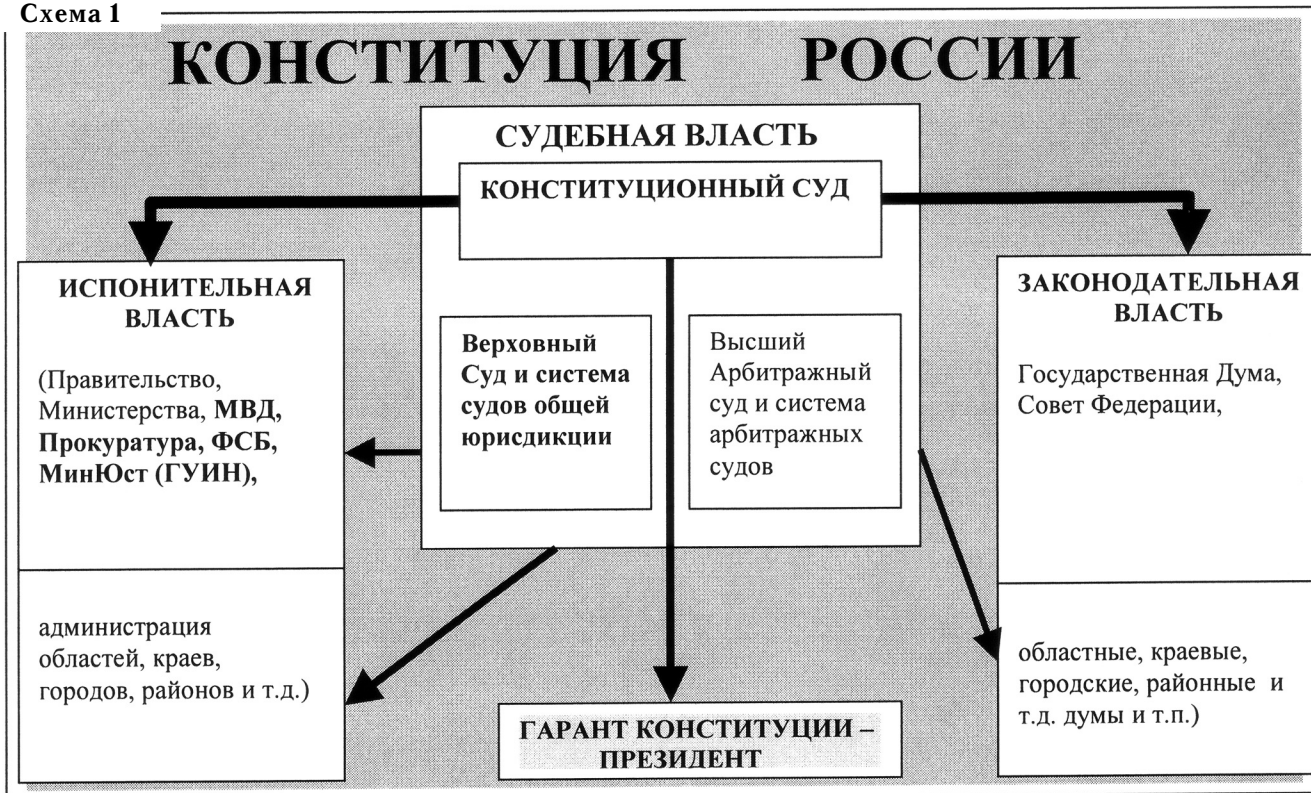 Схема 1
КОНСТИТУЦИЯ РОССИИ
СУДЕБНАЯ ВЛАСТЬ
КОНСТИТУЦИОННЫЙ СУД
ИСПОНИТЕЛЬНАЯ
ВЛАСТЬ
(Правительство,
Министерства, МВД,
Прокуратура, ФСБ,
МинЮст (ГУИН),
администрация
областей, краев,
городов, районов и т.д.)
Верховный
Суд и система
судов общей
юрисдикции
Высший
Арбитражный
суд и система
арбитражных
судов
ЗАКОНОДАТЕЛЬНАЯ
ВЛАСТЬ
Государственная Дума,
Совет Федерации,
областные, краевые,
городские, районные и
т.д. думы и т.п.)
ГАРАНТ КОНСТИТУЦИИ –
ПРЕЗИДЕНТ